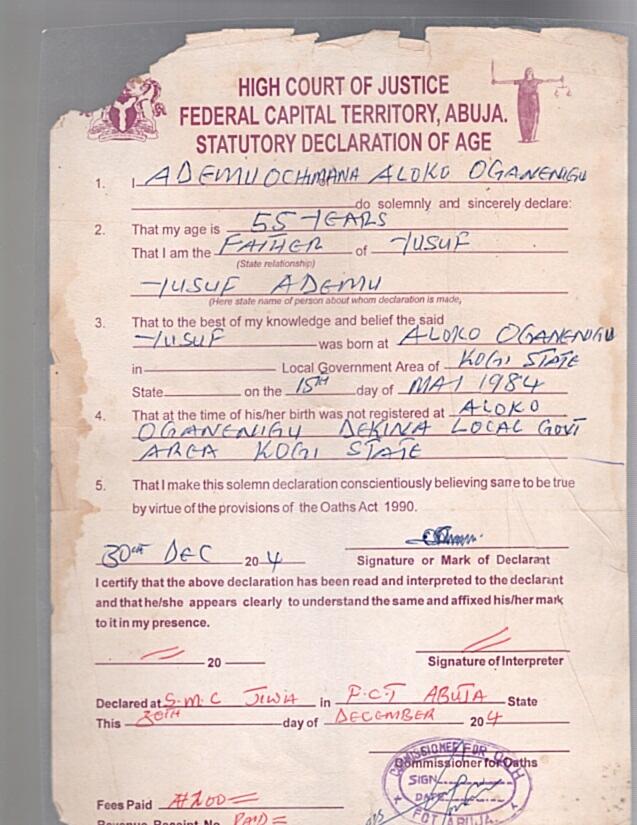 HIGH COURT OF JUSTICE
FEDERAL CAPITAL TERRITORY, ABUJA.
STATUTORY DECLARATION OF AGE
1. I ADEMU OCHIMANA ALOKO OGANENIGU
do solemnly and sincerely declare:
2. That my age is 55 YEARS
That I am the FATHER of YUSUF
(State relationship)
YUSUF ADEMU
(Here state name of person about whom declaration is made,
3. That to the best of my knowledge and belief the said
YUSUF was born at ALOKO OGANENIGU
in Local Government Area of KOGI STATE
State on the 15TH day of MAY 1984
4. That at the time of his/her birth was not registered at ALOKO
OGANENIGU DEKINA LOCAL GOVT
AREA KOGI STATE
5. That I make this solemn declaration conscientiously believing same to be true
by virtue of the provisions of the Oaths Act 1990.
30th DEC 20 4
Signature or Mark of Declarant
I certify that the above declaration has been read and interpreted to the declarant
and that he/she appears clearly to understand the same and affixed his/her mark
to it in my presence.
20
Signature of Interpreter
Declared at S.M.C JIWA in F.C.T ABUJA State
This 30TH day of DECEMBER 20 4
Commissioner for Oaths
COMMISSIONER FOR OATH
SIGN
DATE
FCT ABUJA
Fees Paid ₦200=
Revenue Receipt No. PAID=